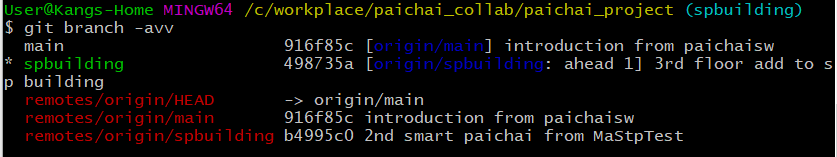 User@Kangs-Home MINGW64 /c/workplace/paichai_collab/paichai_project (spbuilding)
$ git branch -avv
  main                      916f85c [origin/main] introduction from paichaisw
* spbuilding                498735a [origin/spbuilding: ahead 1] 3rd floor add to s
p building
  remotes/origin/HEAD       -> origin/main
  remotes/origin/main       916f85c introduction from paichaisw
  remotes/origin/spbuilding b4995c0 2nd smart paichai from MaStpTest